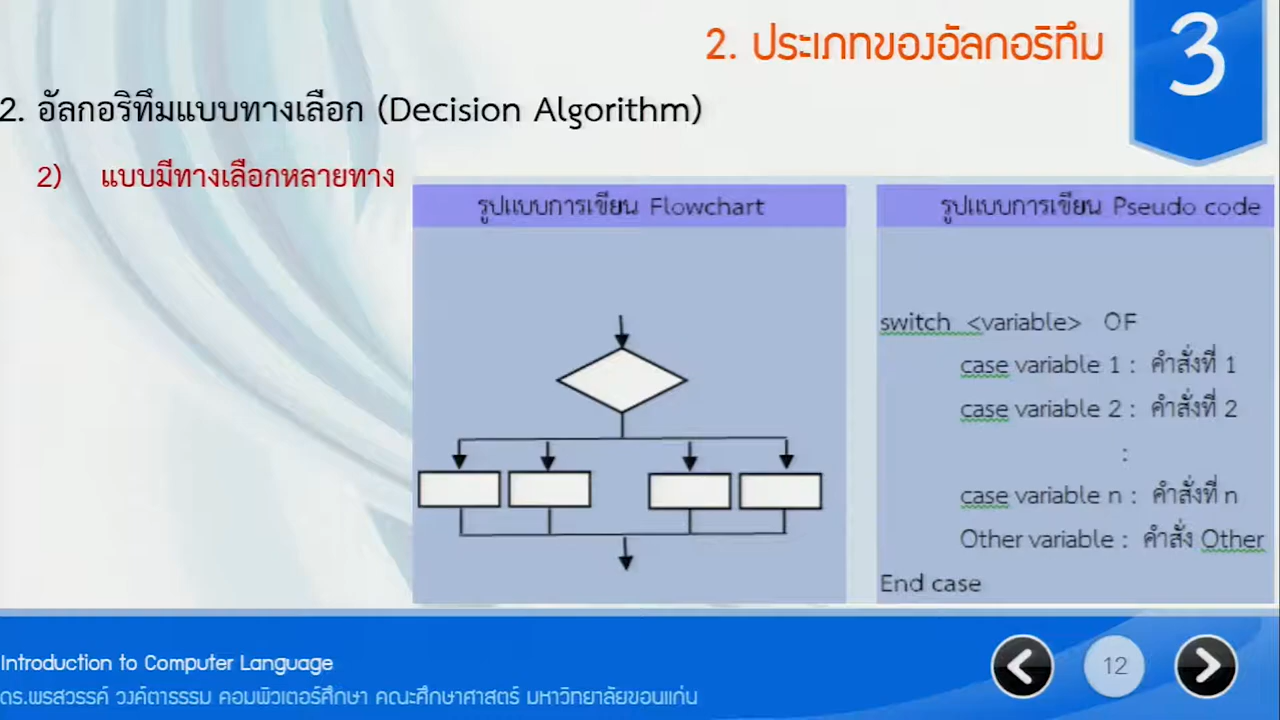 2. ประเภทของอัลกอริทึม
3
2. อัลกอริทึมแบบทางเลือก (Decision Algorithm)
2) แบบมีทางเลือกหลายทาง
รูปแบบการเขียน Flowchart
รูปแบบการเขียน Pseudo code
switch <variable> OF
case variable 1 : คำสั่งที่ 1
case variable 2 : คำสั่งที่ 2
:
case variable n : คำสั่งที่ n
Other variable : คำสั่ง Other
End case
Introduction to Computer Language
ดร.พรสวรรค์ วงค์ตาธรรม คอมพิวเตอร์ศึกษา คณะศึกษาศาสตร์ มหาวิทยาลัยขอนแก่น
12